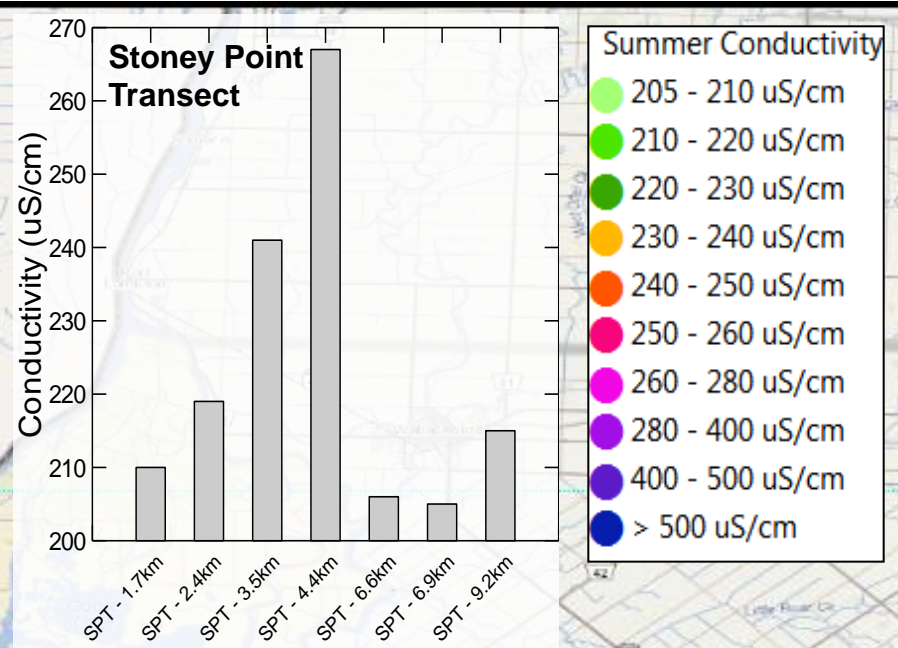 Stoney Point
Transect
Conductivity (uS/cm)
270
260
250
240
230
220
210
200
SPT - 1.7km
SPT - 2.4km
SPT - 3.5km
SPT - 4.4km
SPT - 6.6km
SPT - 6.9km
SPT - 9.2km
Summer Conductivity
205 - 210 uS/cm
210 - 220 uS/cm
220 - 230 uS/cm
230 - 240 uS/cm
240 - 250 uS/cm
250 - 260 uS/cm
260 - 280 uS/cm
280 - 400 uS/cm
400 - 500 uS/cm
> 500 uS/cm
42